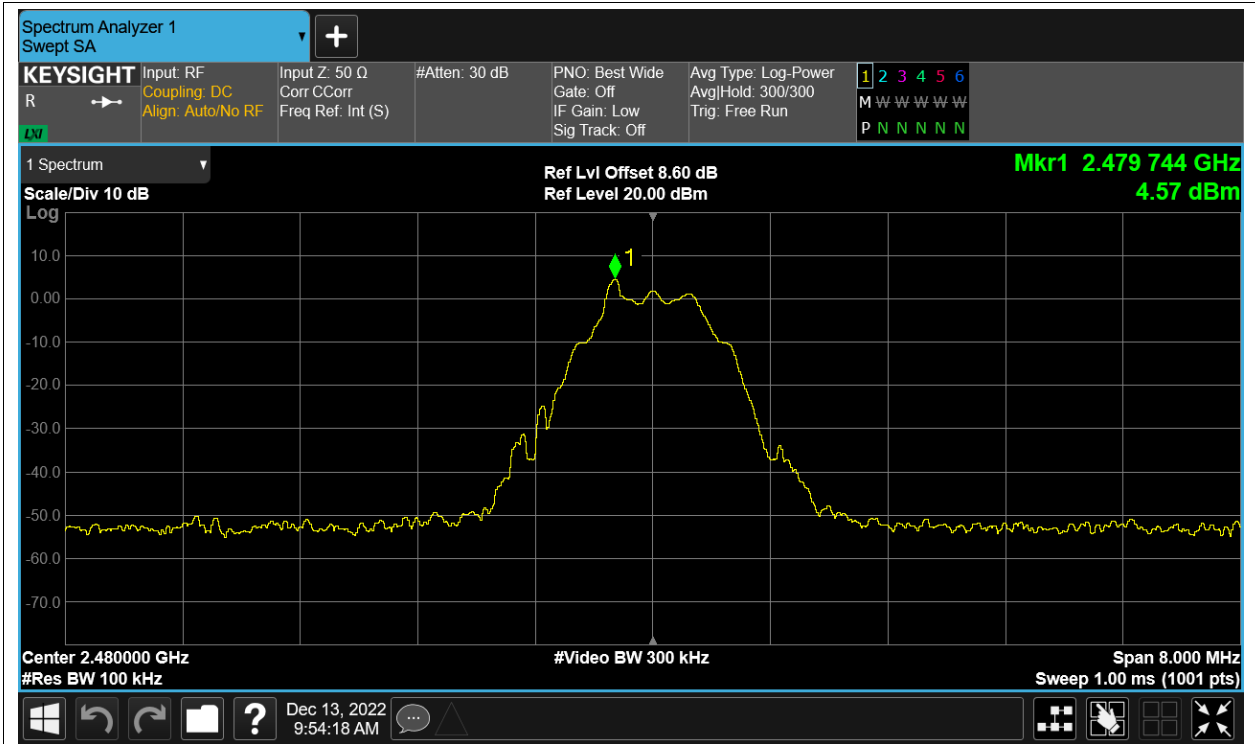 Spectrum Analyzer 1
Swept SA
KEYSIGHT
R
LXI
Input: RF
Coupling: DC
Align: Auto/No RF
Input Z: 50 Ω
Corr CCorr
Freq Ref: Int (S)
#Atten: 30 dB
PNO: Best Wide
Gate: Off
IF Gain: Low
Sig Track: Off
Avg Type: Log-Power
Avg|Hold: 300/300
Trig: Free Run
1 2 3 4 5 6
M W W W W W
P N N N N N
1 Spectrum
Scale/Div 10 dB
Log
Ref Lvl Offset 8.60 dB
Ref Level 20.00 dBm
Mkr1 2.479 744 GHz
4.57 dBm
1
10.0
0.00
-10.0
-20.0
-30.0
-40.0
-50.0
-60.0
-70.0
Center 2.480000 GHz
#Res BW 100 kHz
#Video BW 300 kHz
Span 8.000 MHz
Sweep 1.00 ms (1001 pts)
?
Dec 13, 2022
9:54:18 AM